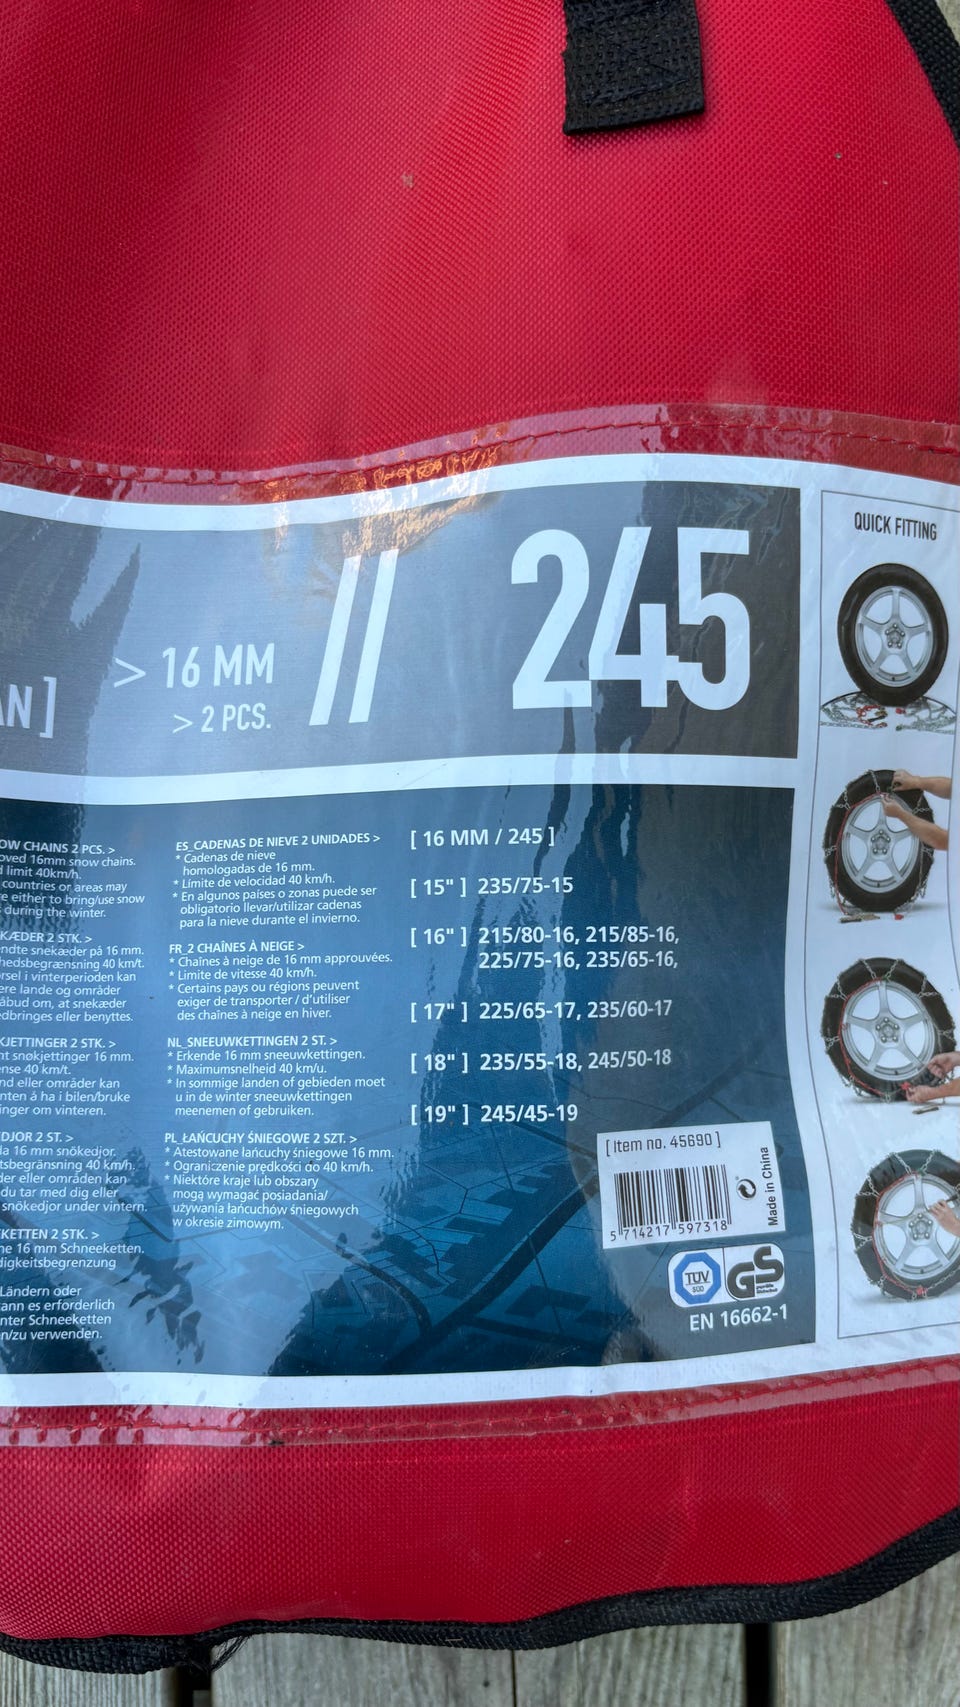 245
QUICK FITTING
> 16 MM //
> 2 PCS.
AN ]
OW CHAINS 2 PCS. >
oved 16mm snow chains.
d limit 40km/h.
countries or areas may
e either to bring/use snow
s during the winter.
KÆDER 2 STK. >
endte snekæder på 16 mm.
hedsbegrænsning 40 km/t.
rsel i vinterperioden kan
ere lande og områder
åbud om, at snekæder
edbringes eller benyttes.
KJETTINGER 2 STK. >
nt snøkjettinger 16 mm.
nse 40 km/t.
nd eller områder kan
nten å ha i bilen/bruke
inger om vinteren.
DJOR 2 ST. >
la 16 mm snökedjor.
tsbegränsning 40 km/h.
der eller områden kan
du tar med dig eller
snökedjor under vintern.
KETTEN 2 STK. >
ne 16 mm Schneeketten.
digkeitsbegrenzung
Ländern oder
ann es erforderlich
nter Schneeketten
n/zu verwenden.
ES_CADENAS DE NIEVE 2 UNIDADES >
* Cadenas de nieve
homologadas de 16 mm.
* Límite de velocidad 40 km/h.
* En algunos países o zonas puede ser
obligatorio llevar/utilizar cadenas
para la nieve durante el invierno.
FR_2 CHAÎNES À NEIGE >
* Chaînes à neige de 16 mm approuvées.
* Limite de vitesse 40 km/h.
* Certains pays ou régions peuvent
exiger de transporter / d'utiliser
des chaînes à neige en hiver.
NL_SNEEUWKETTINGEN 2 ST. >
* Erkende 16 mm sneeuwkettingen.
* Maximumsnelheid 40 km/u.
* In sommige landen of gebieden moet
u in de winter sneeuwkettingen
meenemen of gebruiken.
PL_ŁAŃCUCHY ŚNIEGOWE 2 SZT. >
* Atestowane łańcuchy śniegowe 16 mm.
* Ograniczenie prędkości do 40 km/h.
* Niektóre kraje lub obszary
mogą wymagać posiadania/
używania łańcuchów śniegowych
w okresie zimowym.
[ 16 MM / 245 ]
[ 15" ] 235/75-15
[ 16" ] 215/80-16, 215/85-16,
225/75-16, 235/65-16,
[ 17" ] 225/65-17, 235/60-17
[ 18" ] 235/55-18, 245/50-18
[ 19" ] 245/45-19
[ Item no. 45690 ]
5 714217 597318
Made in China
TÜV
SÜD
GS
EN 16662-1